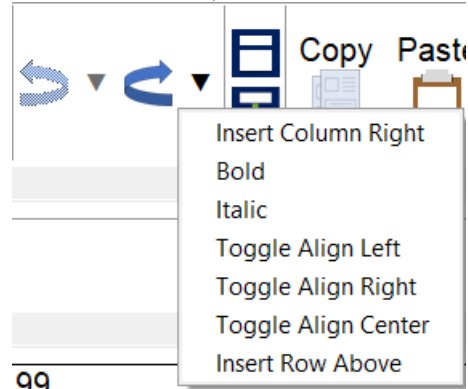 Copy Paste
Insert Column Right
Bold
Italic
Toggle Align Left
Toggle Align Right
Toggle Align Center
Insert Row Above
99